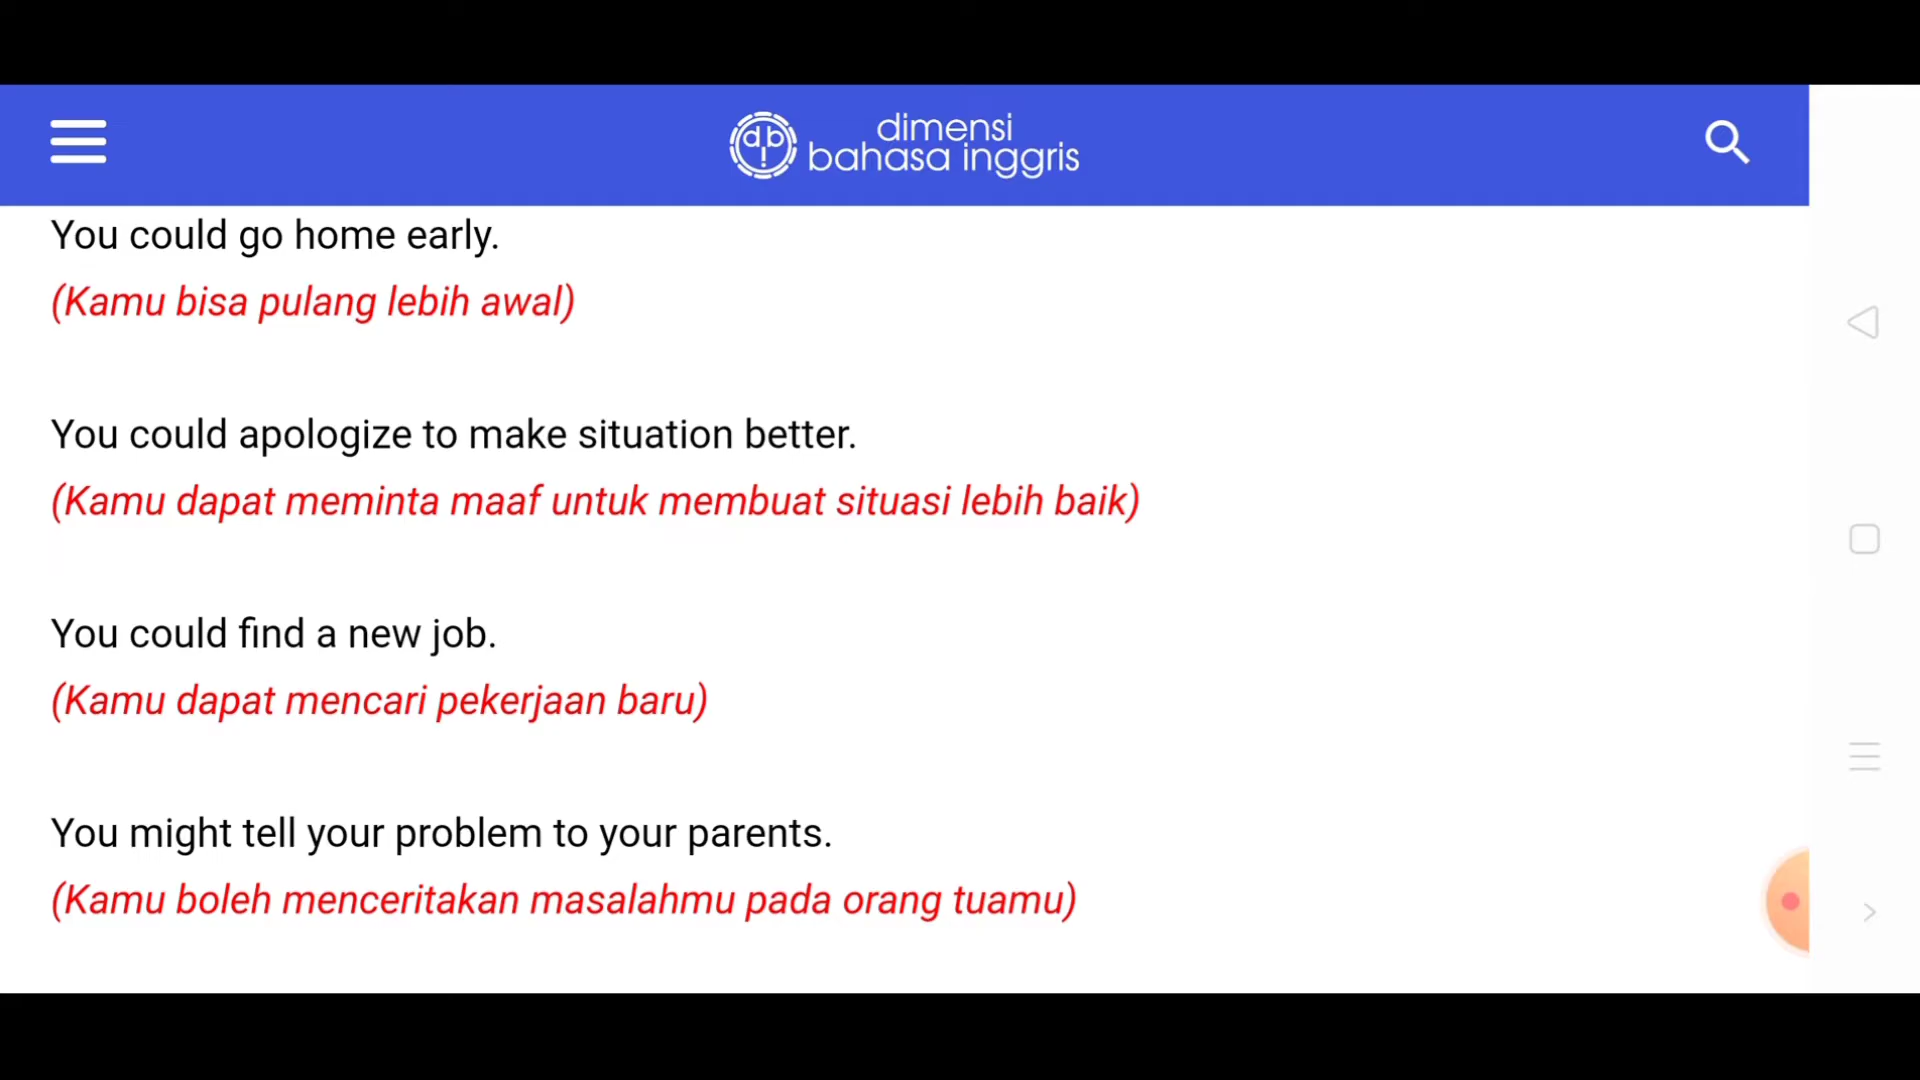 d!b
dimensi
bahasa inggris
You could go home early.
(Kamu bisa pulang lebih awal)
You could apologize to make situation better.
(Kamu dapat meminta maaf untuk membuat situasi lebih baik)
You could find a new job.
(Kamu dapat mencari pekerjaan baru)
You might tell your problem to your parents.
(Kamu boleh menceritakan masalahmu pada orang tuamu)